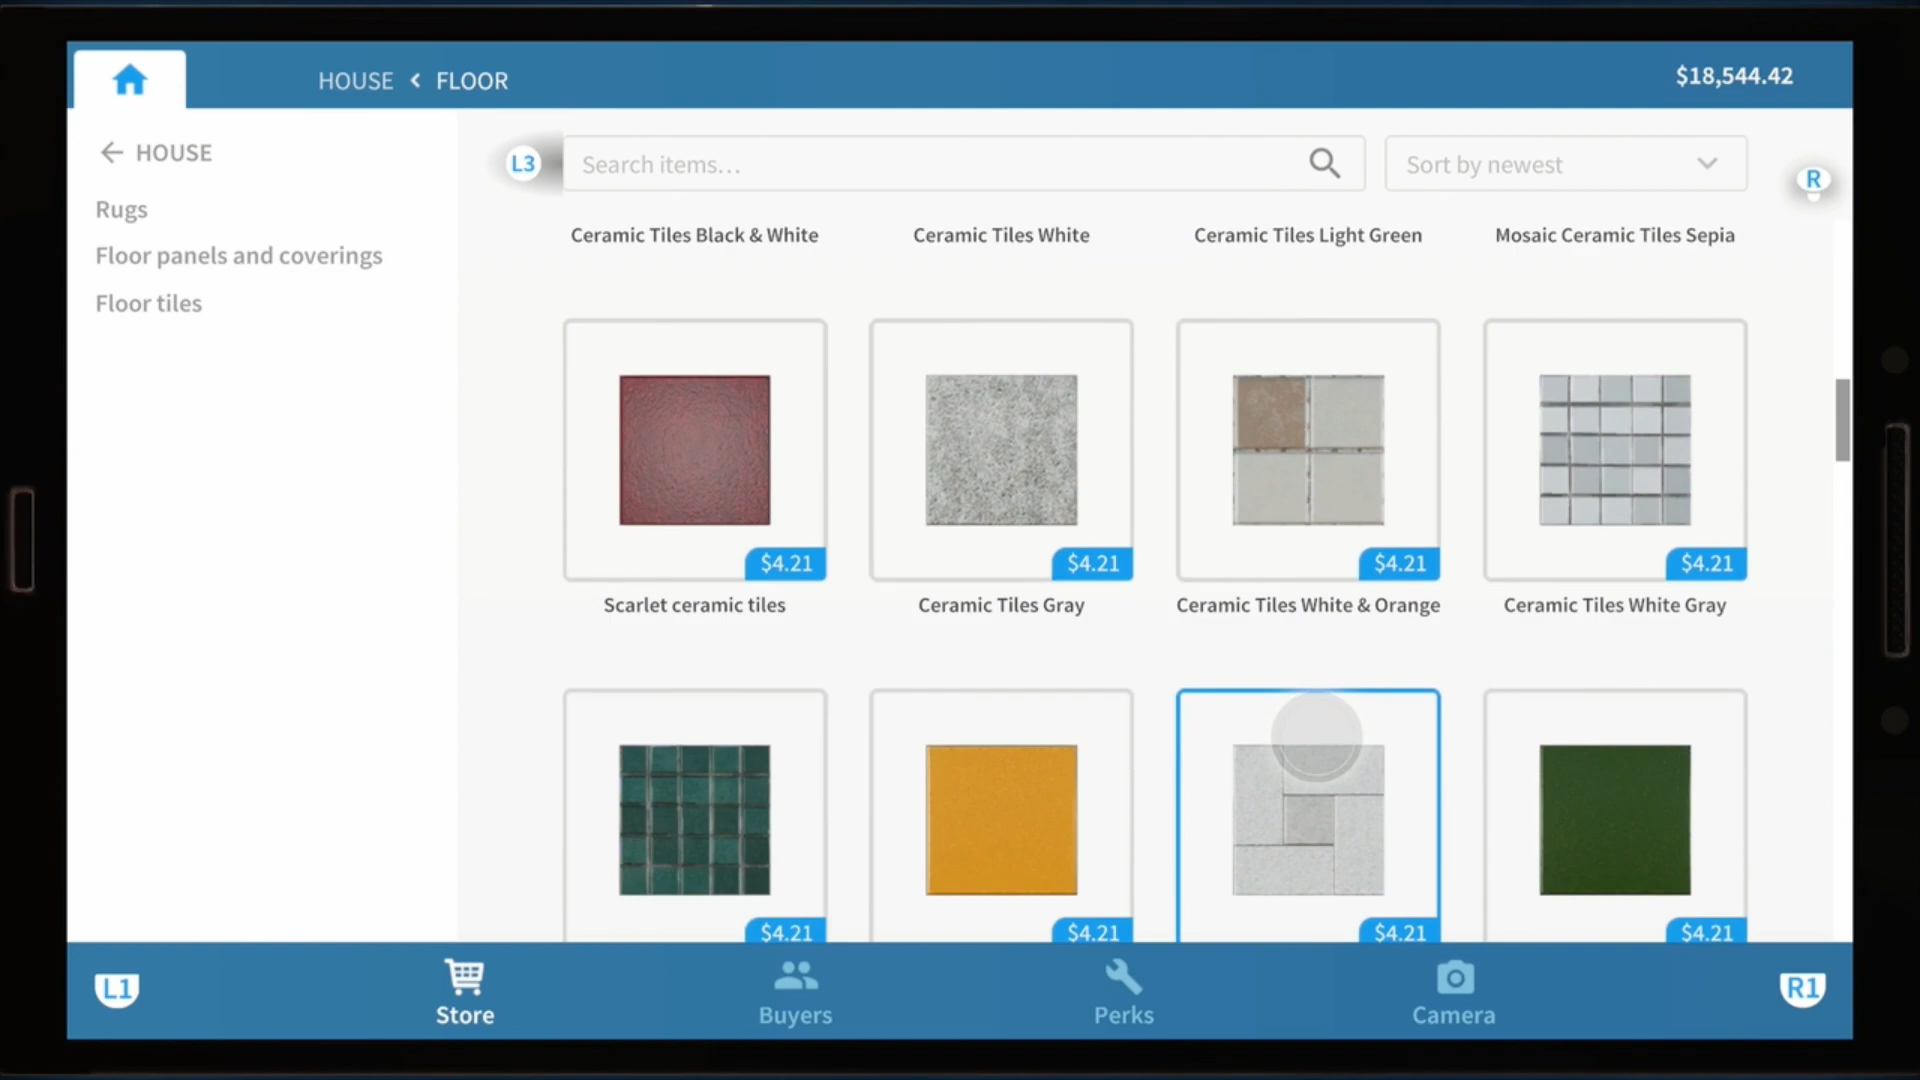 HOUSE < FLOOR
$18,544.42
HOUSE
Rugs
Floor panels and coverings
Floor tiles
L3
Search items...
Sort by newest
R
Ceramic Tiles Black & White
Ceramic Tiles White
Ceramic Tiles Light Green
Mosaic Ceramic Tiles Sepia
$4.21
$4.21
$4.21
$4.21
Scarlet ceramic tiles
Ceramic Tiles Gray
Ceramic Tiles White & Orange
Ceramic Tiles White Gray
$4.21
$4.21
$4.21
$4.21
L1
Store
Buyers
Perks
Camera
R1